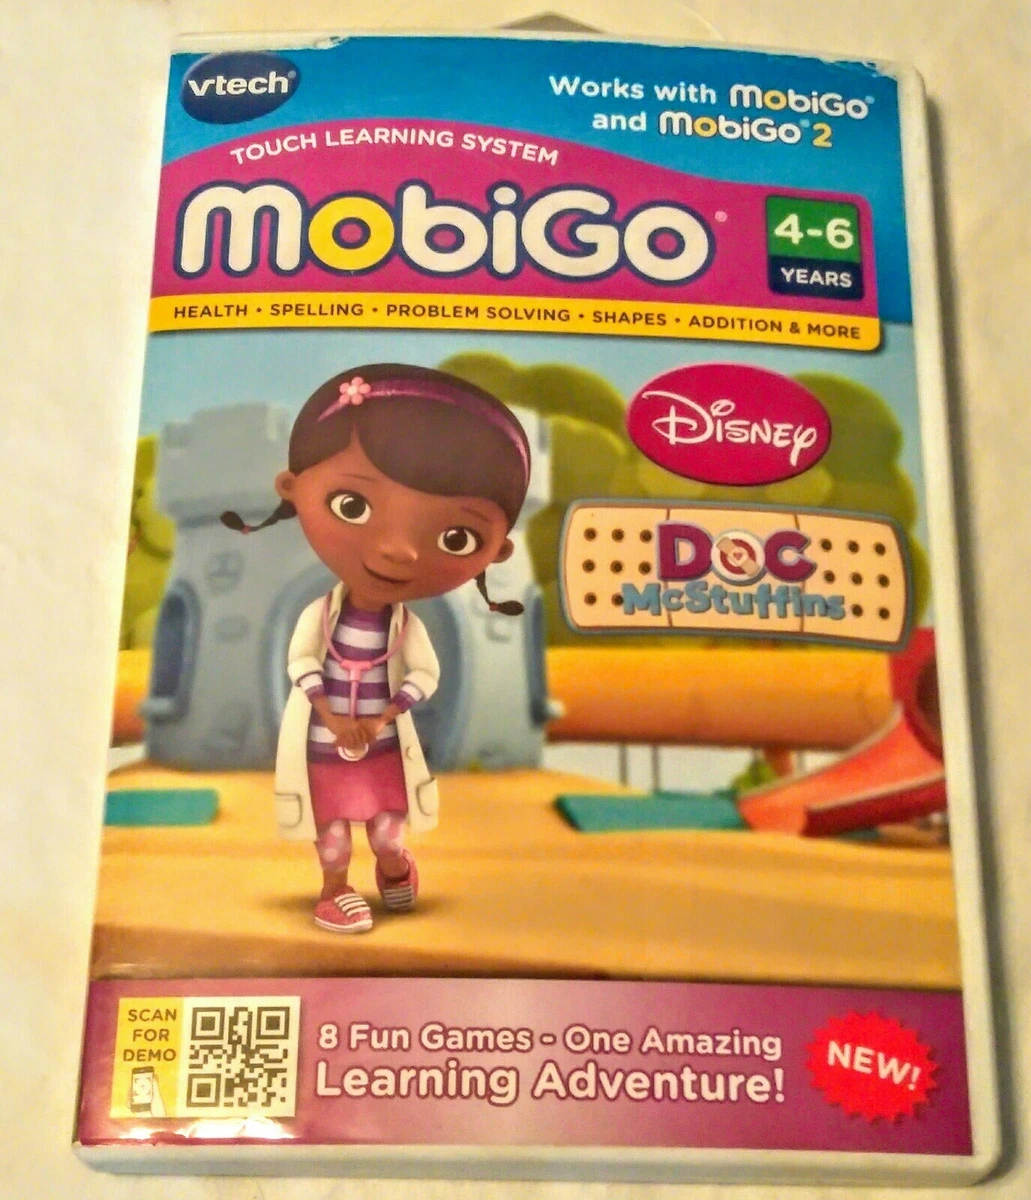 vtech®
Works with MobiGo®
and MobiGo® 2
TOUCH LEARNING SYSTEM
MobiGo®
4-6
YEARS
HEALTH • SPELLING • PROBLEM SOLVING • SHAPES • ADDITION & MORE
Disney
Doc
McStuffins
SCAN
FOR
DEMO
8 Fun Games - One Amazing
Learning Adventure!
NEW!